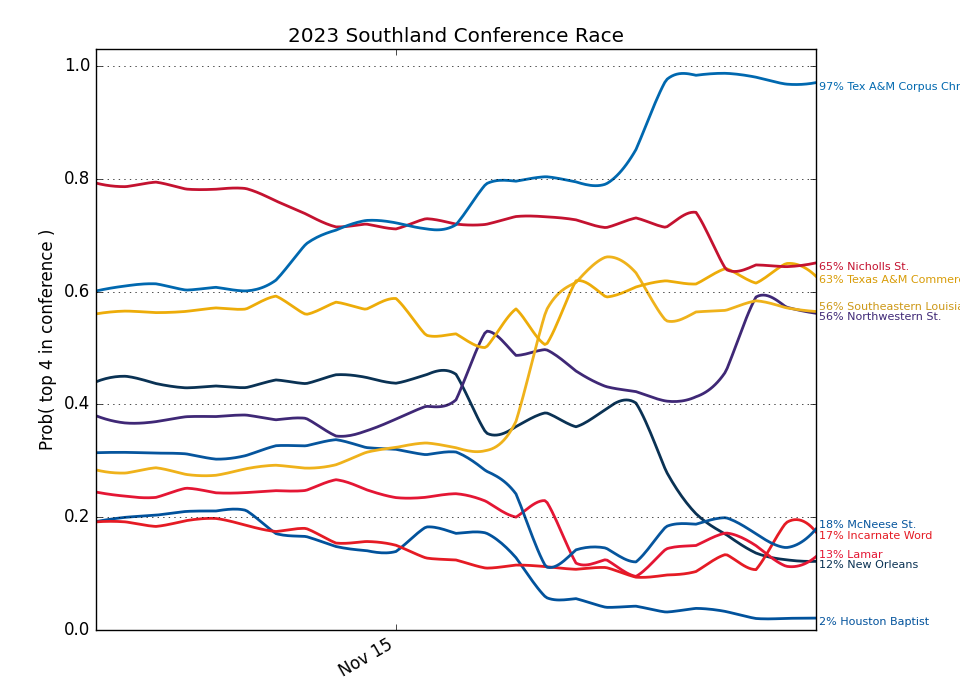 2023 Southland Conference Race
Prob( top 4 in conference )
1.0
0.8
0.6
0.4
0.2
0.0
Nov 15
97% Tex A&M Corpus Chr
65% Nicholls St.
63% Texas A&M Commer
56% Southeastern Louisia
56% Northwestern St.
18% McNeese St.
17% Incarnate Word
13% Lamar
12% New Orleans
2% Houston Baptist